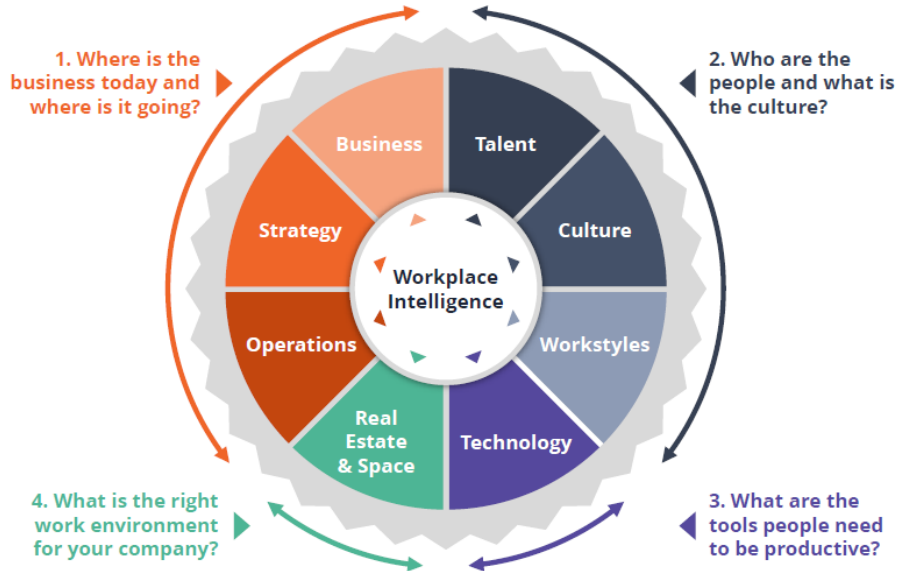 1. Where is the
business today and
where is it going?
2. Who are the
people and what is
the culture?
Business
Talent
Strategy
Culture
Workplace
Intelligence
Operations
Workstyles
Real
Estate
& Space
Technology
4. What is the right
work environment
for your company?
3. What are the
tools people need
to be productive?